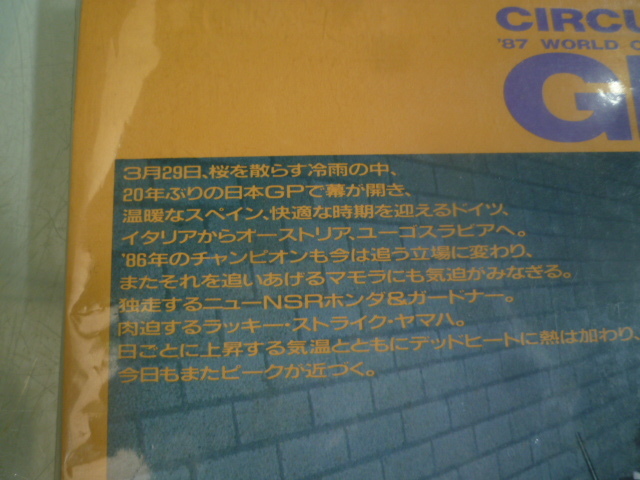 CIRCU
'87 WORLD C
G
3月29日、桜を散らす冷雨の中、
20年ぶりの日本GPで幕が開き、
温暖なスペイン、快適な時期を迎えるドイツ、
イタリアからオーストリア、ユーゴスラビアへ。
'86年のチャンピオンも今は追う立場に変わり、
またそれを追いあげるマモラにも気迫がみなぎる。
独走するニューNSRホンダ&ガードナー。
肉迫するラッキー・ストライク・ヤマハ。
日ごとに上昇する気温とともにデッドヒートに熱は加わり、
今日もまたピークが近づく。